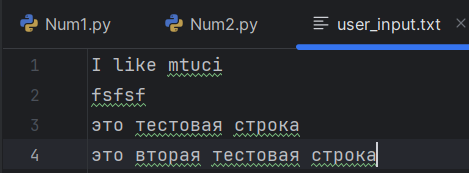 Num1.py Num2.py user_input.txt
1 I like mtuci
2 fsfsf
3 это тестовая строка
4 это вторая тестовая строка